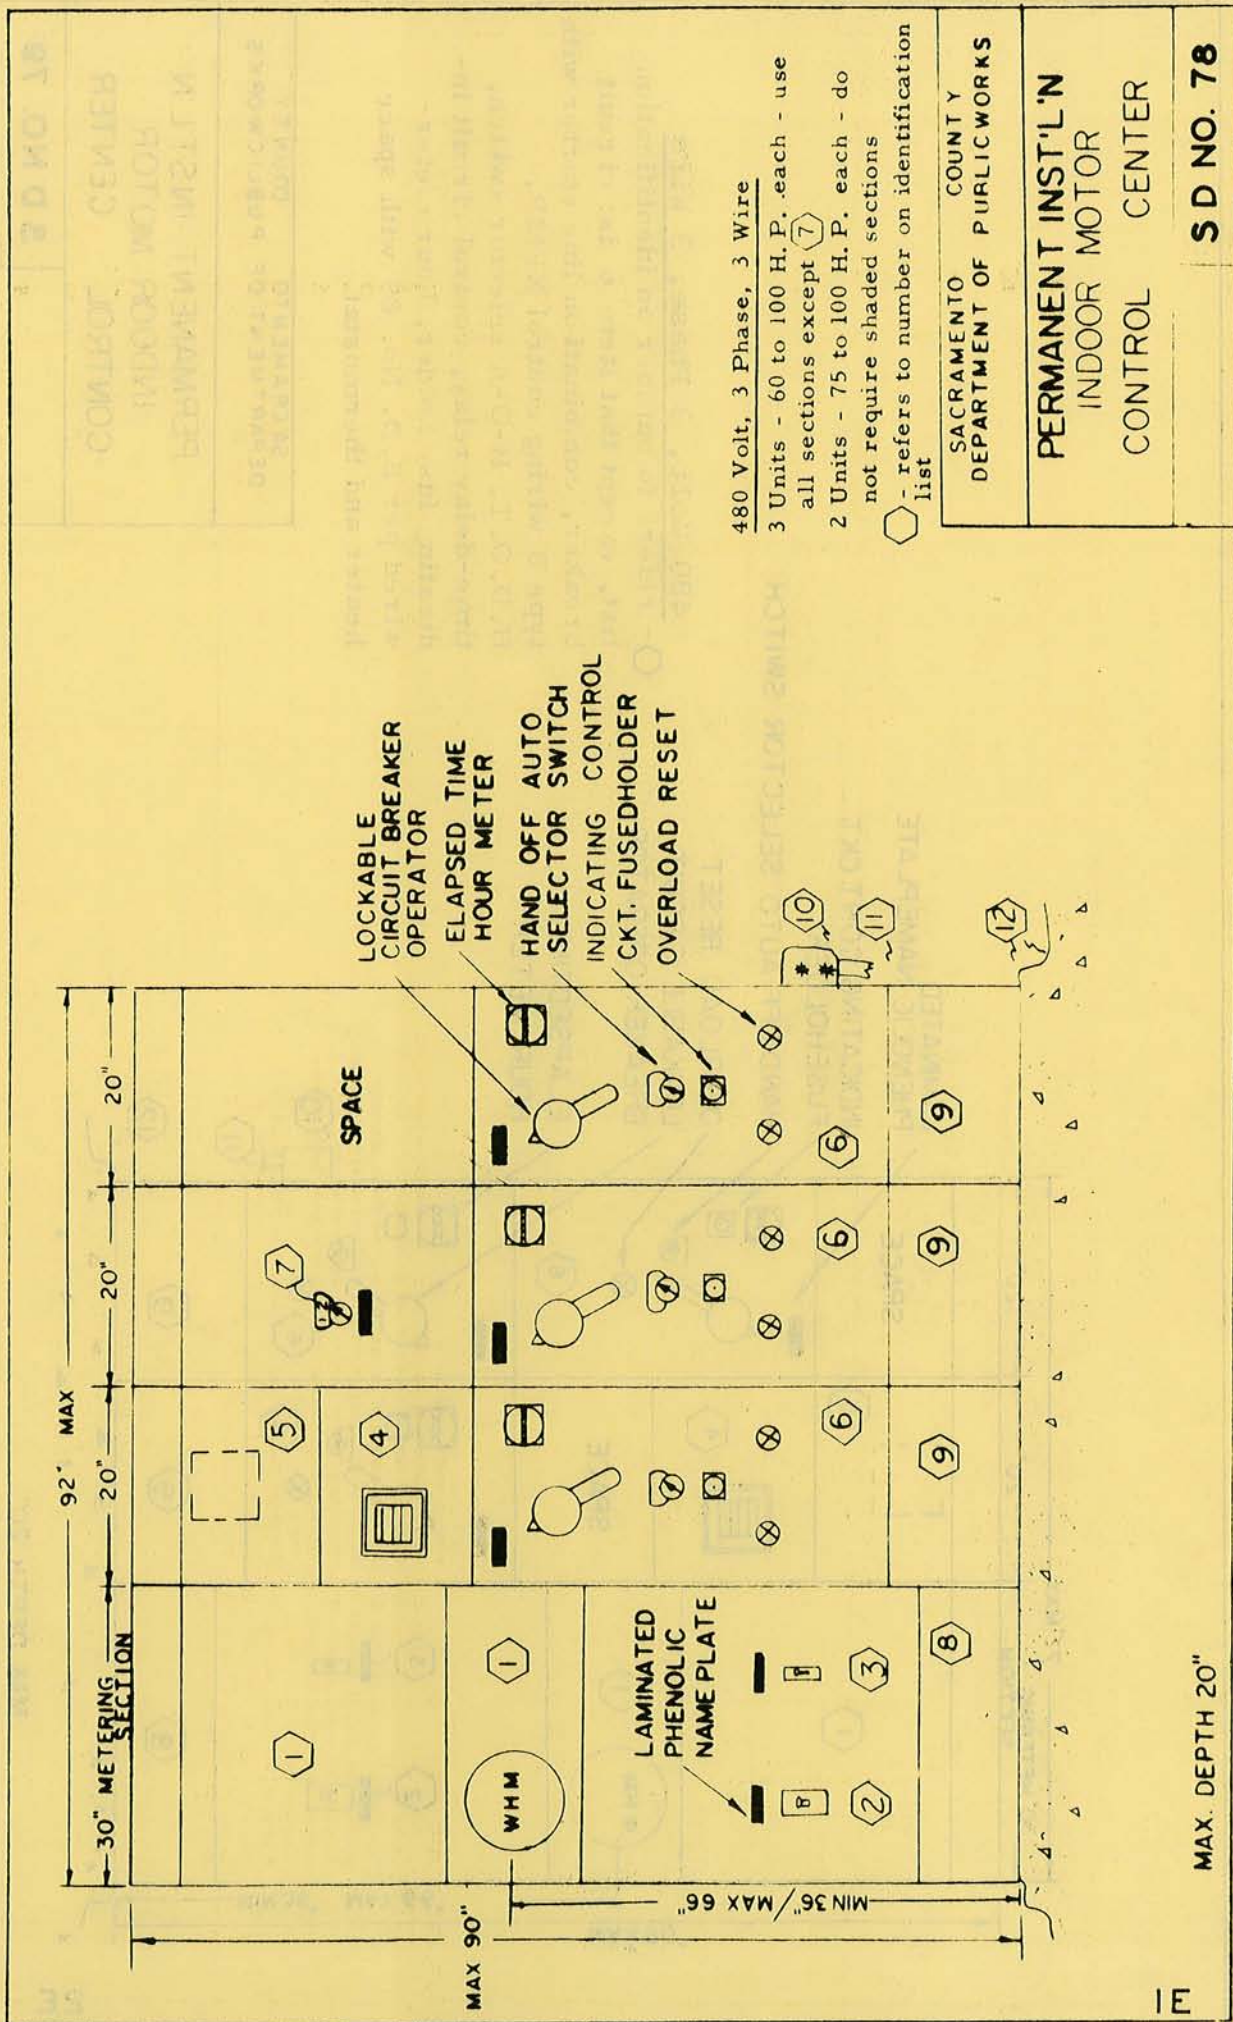 92" MAX
30" METERING
SECTION
20"
20"
20"
MAX 90"
MIN 36"/MAX 66"
1
WHM
1
LAMINATED
PHENOLIC
NAME PLATE
B
2
3
8
5
4
6
9
7
1 2
6
9
SPACE
6
9
LOCKABLE
CIRCUIT BREAKER
OPERATOR
ELAPSED TIME
HOUR METER
HAND OFF AUTO
SELECTOR SWITCH
INDICATING CONTROL
CKT. FUSEDHOLDER
OVERLOAD RESET
10
11
12
480 Volt, 3 Phase, 3 Wire
3 Units - 60 to 100 H.P. each - use
all sections except 7
2 Units - 75 to 100 H.P. each - do
not require shaded sections
- refers to number on identification
list
SACRAMENTO COUNTY
DEPARTMENT OF PUBLIC WORKS
PERMANENT INST'L'N
INDOOR MOTOR
CONTROL CENTER
S D NO. 78
MAX. DEPTH 20"